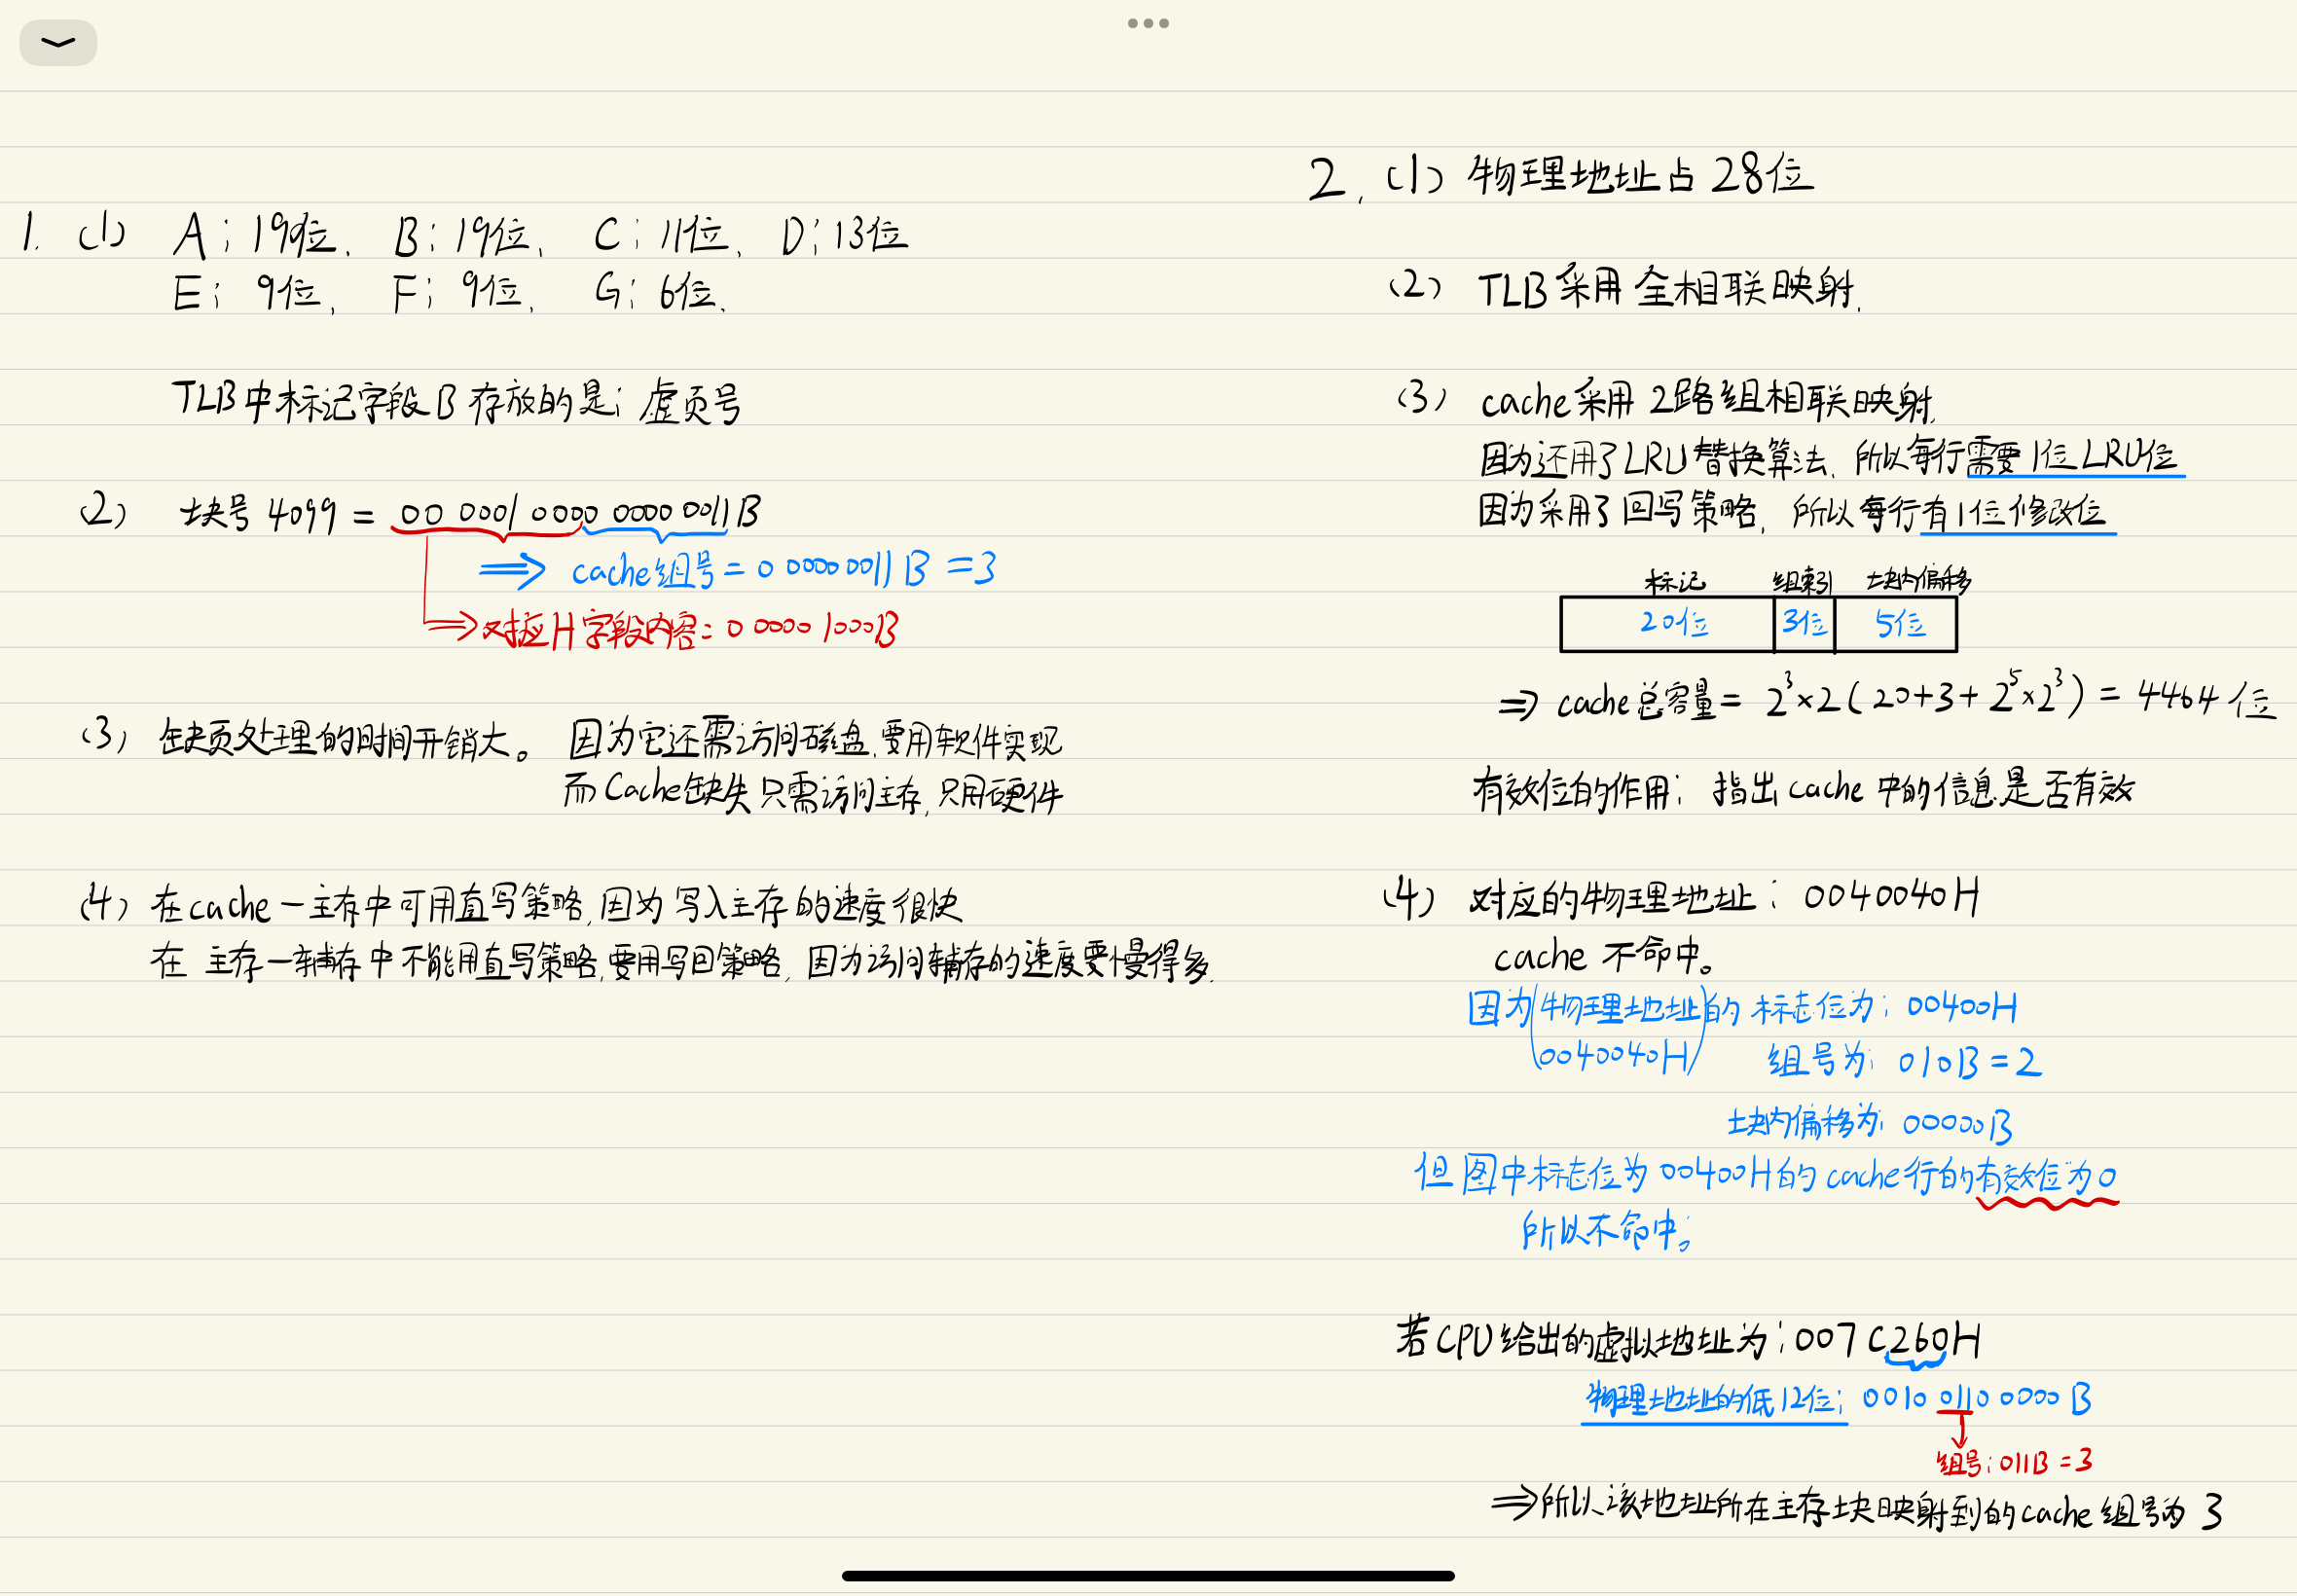 1. (1) A: 19位. B: 19位. C: 11位. D: 13位
E: 9位. F: 9位. G: 6位.
TLB中标记字段B存放的是: 虚页号
(2) 块号 4099 = 00 0001 0000 0000 0011B
⇒ cache组号 = 0 0000 0011 B = 3
⇒对应H字段内容: 0 0000 1000B
(3) 缺页处理的时间开销大。因为它还需访问磁盘,要用软件实现
而Cache缺失只需访问主存,只用硬件
(4) 在cache-主存中可用直写策略,因为写入主存的速度很快
在主存-辅存中不能用直写策略,要用写回策略,因为访问辅存的速度要慢得多.
2. (1) 物理地址占28位
(2) TLB采用全相联映射.
(3) cache采用2路组相联映射.
因为还用了LRU替换算法,所以每行需要1位LRU位
因为采用了回写策略,所以每行有1位修改位
标记 组索引 块内偏移
20位 3位 5位
⇒ cache总容量 = 2³×2(20+3+2⁵×2³) = 4464位
有效位的作用: 指出cache中的信息是否有效
(4) 对应的物理地址: 0040040H
cache不命中。
因为(物理地址)的标志位为: 00400H
(0040040H) 组号为: 010B = 2
块内偏移为: 00000B
但图中标志位为00400H的cache行的有效位为0
所以不命中。
若CPU给出的虚拟地址为: 007C260H
物理地址的低12位: 0010 0110 0000 B
组号: 011B = 3
⇒所以该地址所在主存块映射到的cache组号为 3